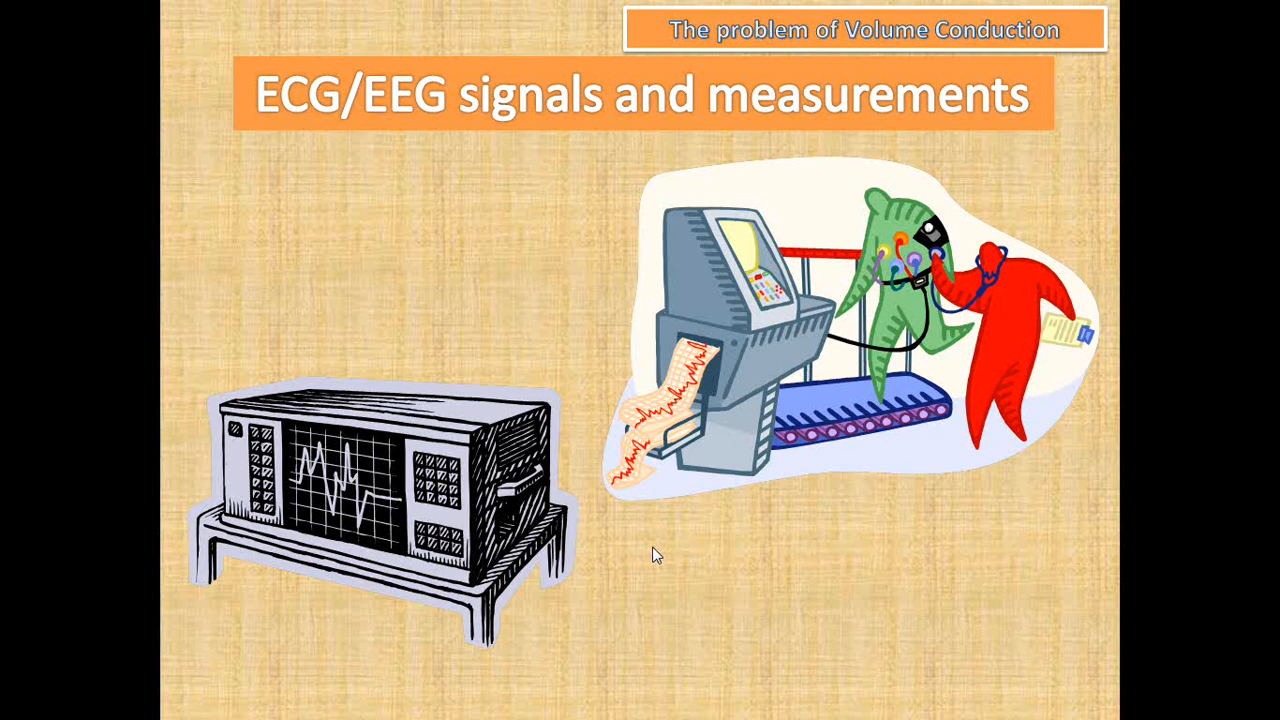 The problem of Volume Conduction
ECG/EEG signals and measurements